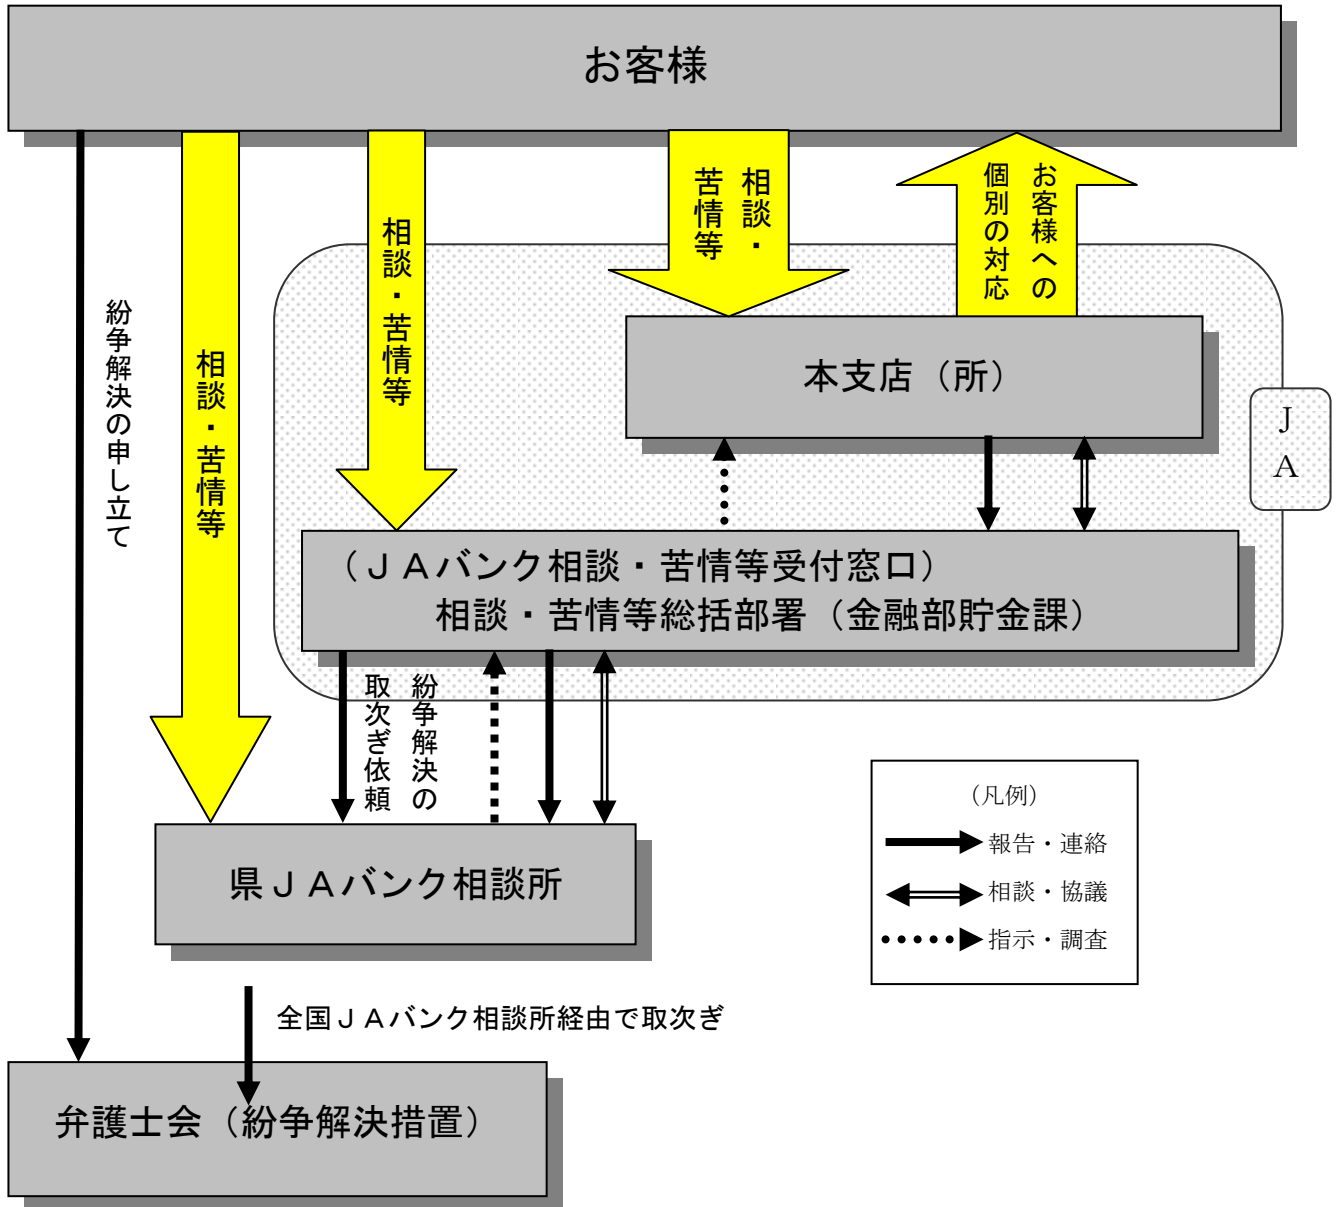 お客様
紛争解決の申し立て
相談・苦情等
相談・苦情等
相談・
苦情等
お客様への
個別の対応
本支店（所）
ＪＡ
（ＪＡバンク相談・苦情等受付窓口）
相談・苦情等総括部署（金融部貯金課）
紛争解決の
取次ぎ依頼
県ＪＡバンク相談所
（凡例）
報告・連絡
相談・協議
指示・調査
全国ＪＡバンク相談所経由で取次ぎ
弁護士会（紛争解決措置）